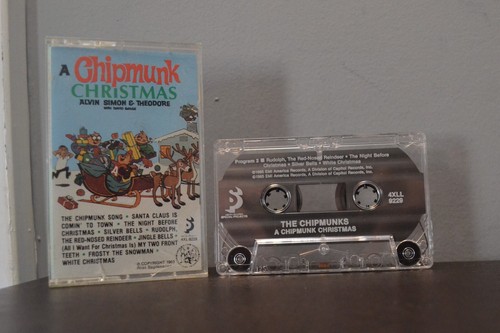 A Chipmunk
CHRISTMAS
ALVIN SIMON & THEODORE
THE CHIPMUNK SONG • SANTA CLAUS IS
COMIN' TO TOWN • THE NIGHT BEFORE
CHRISTMAS • SILVER BELLS • RUDOLPH,
THE RED-NOSED REINDEER • JINGLE BELLS •
(All I Want For Christmas Is) MY TWO FRONT
TEETH • FROSTY THE SNOWMAN •
WHITE CHRISTMAS
4XLL 8229
Program 2 Rudolph, The Red-Nosed Reindeer • The Night Before
Christmas • Silver Bells • White Christmas
4XLL
8229
THE CHIPMUNKS
A CHIPMUNK CHRISTMAS